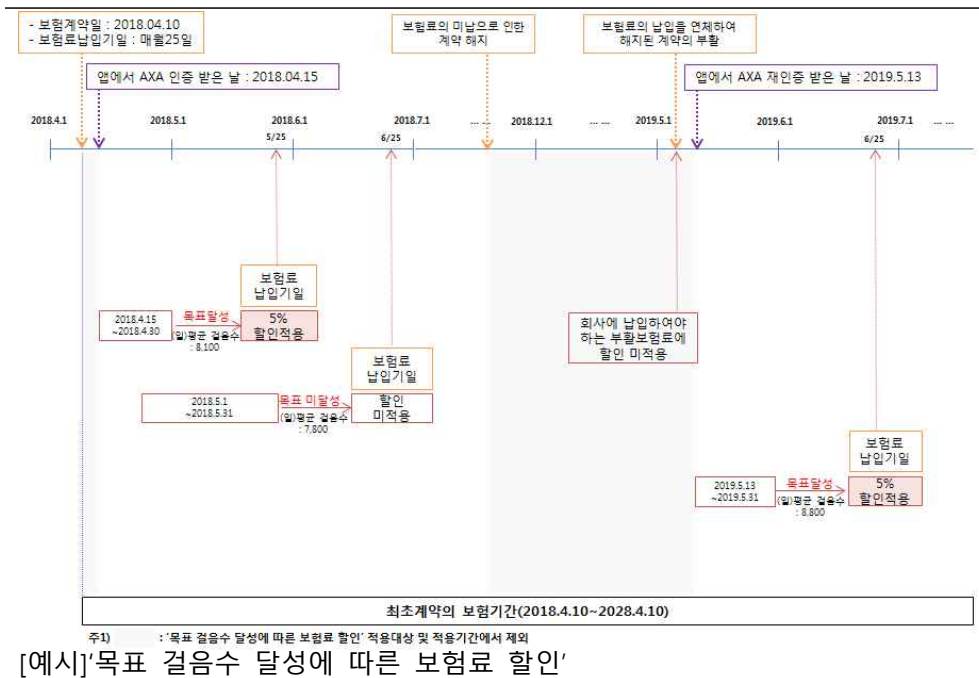 - 보험계약일 : 2018.04.10
- 보험료납입기일 : 매월25일
보험료의 미납으로 인한
계약 해지
보험료의 납입을 연체하여
해지된 계약의 부활
앱에서 AXA 인증 받은 날 : 2018.04.15
앱에서 AXA 재인증 받은 날 : 2019.5.13
2018.4.1
2018.5.1
2018.6.1
2018.7.1
... ...
2018.12.1
... ...
2019.5.1
2019.6.1
2019.7.1
... ...
5/25
6/25
6/25
보험료
납입기일
2018.4.15
~2018.4.30
목표달성
(일)평균 걸음수
: 8,100
5%
할인적용
회사에 납입하여야
하는 부활보험료에
할인 미적용
보험료
납입기일
2018.5.1
~2018.5.31
목표 미달성
(일)평균 걸음수
: 7,800
할인
미적용
보험료
납입기일
2019.5.13
~2019.5.31
목표달성
(일)평균 걸음수
: 8,800
5%
할인적용
최초계약의 보험기간(2018.4.10~2028.4.10)
주1) : '목표 걸음수 달성에 따른 보험료 할인' 적용대상 및 적용기간에서 제외
[예시]'목표 걸음수 달성에 따른 보험료 할인'